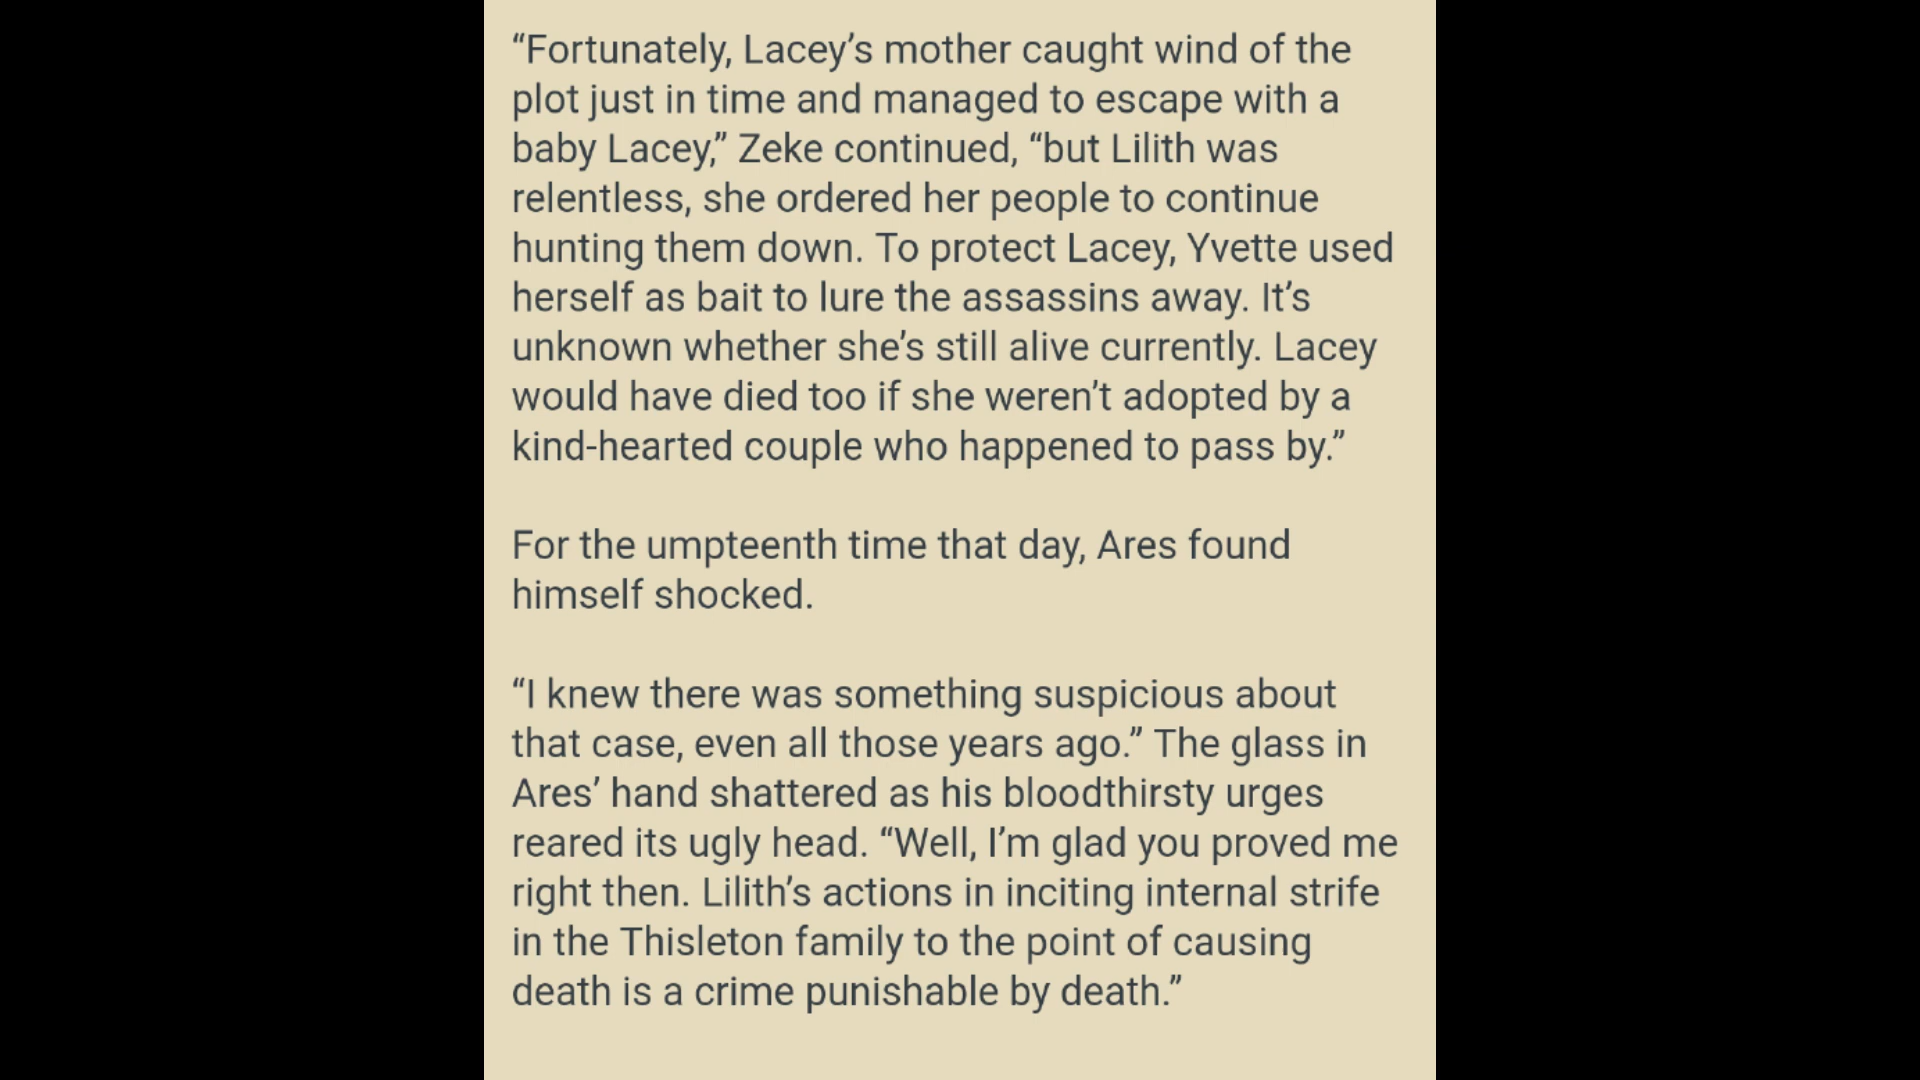 “Fortunately, Lacey’s mother caught wind of the
plot just in time and managed to escape with a
baby Lacey,” Zeke continued, “but Lilith was
relentless, she ordered her people to continue
hunting them down. To protect Lacey, Yvette used
herself as bait to lure the assassins away. It’s
unknown whether she’s still alive currently. Lacey
would have died too if she weren’t adopted by a
kind-hearted couple who happened to pass by.”
For the umpteenth time that day, Ares found
himself shocked.
“I knew there was something suspicious about
that case, even all those years ago.” The glass in
Ares’ hand shattered as his bloodthirsty urges
reared its ugly head. “Well, I’m glad you proved me
right then. Lilith’s actions in inciting internal strife
in the Thisleton family to the point of causing
death is a crime punishable by death.”